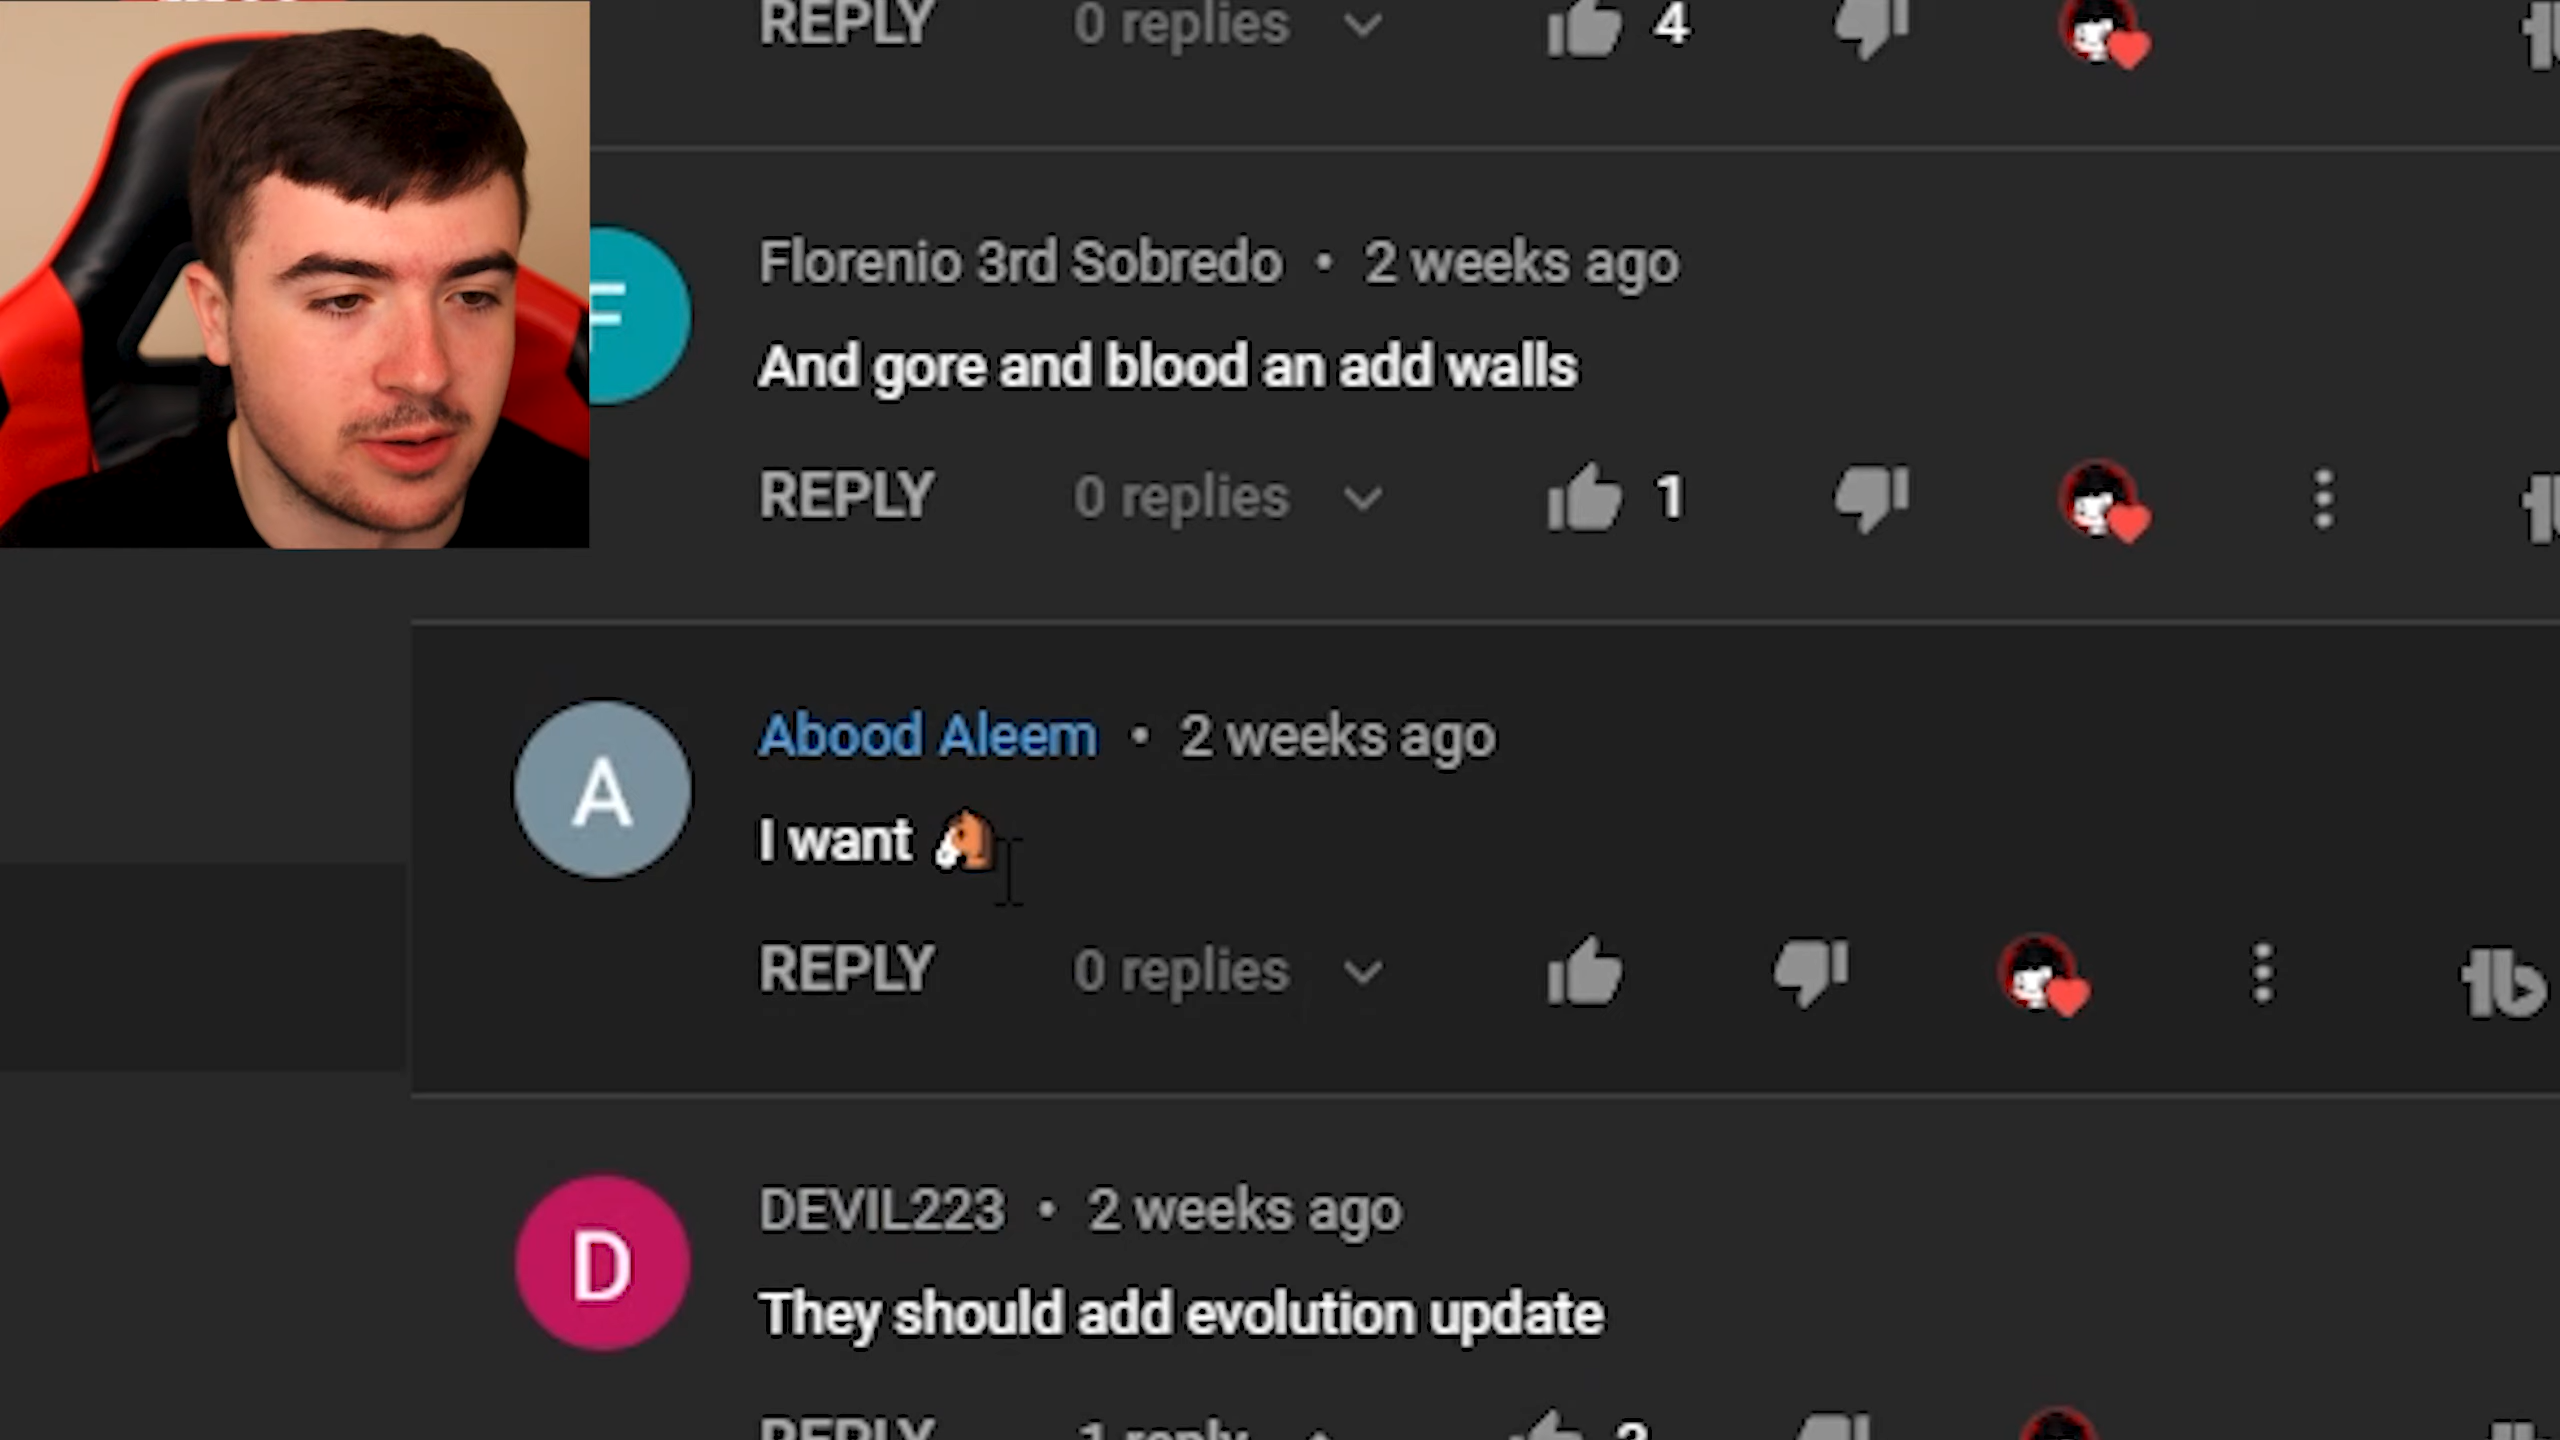 REPLY 0 replies 4
F
Florenio 3rd Sobredo • 2 weeks ago
And gore and blood an add walls
REPLY 0 replies 1
A
Abood Aleem • 2 weeks ago
I want 🐴
REPLY 0 replies
D
DEVIL223 • 2 weeks ago
They should add evolution update
REPLY 1 reply